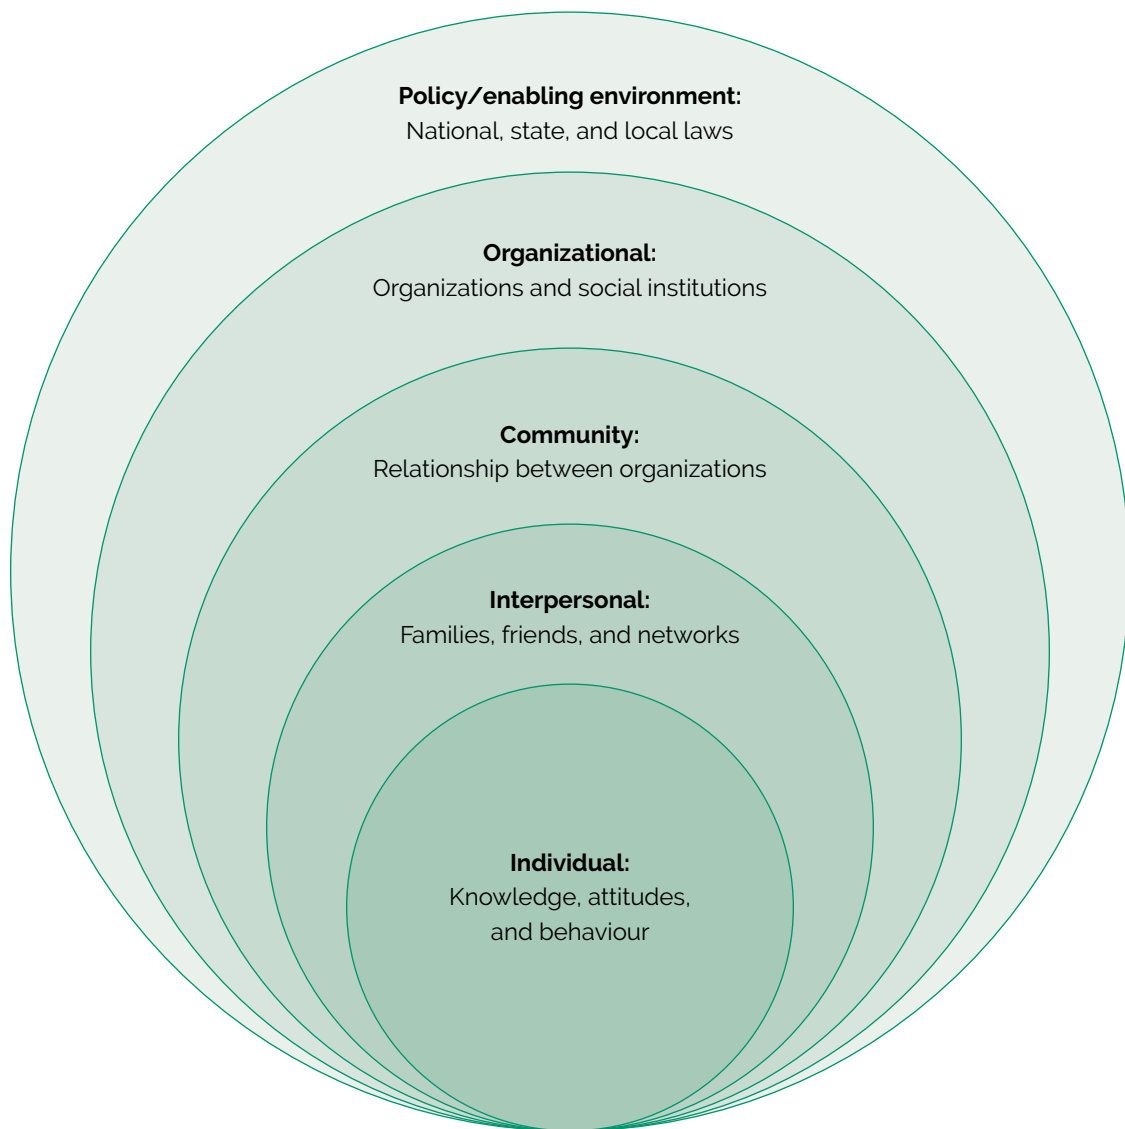 Policy/enabling environment:
National, state, and local laws
Organizational:
Organizations and social institutions
Community:
Relationship between organizations
Interpersonal:
Families, friends, and networks
Individual:
Knowledge, attitudes,
and behaviour